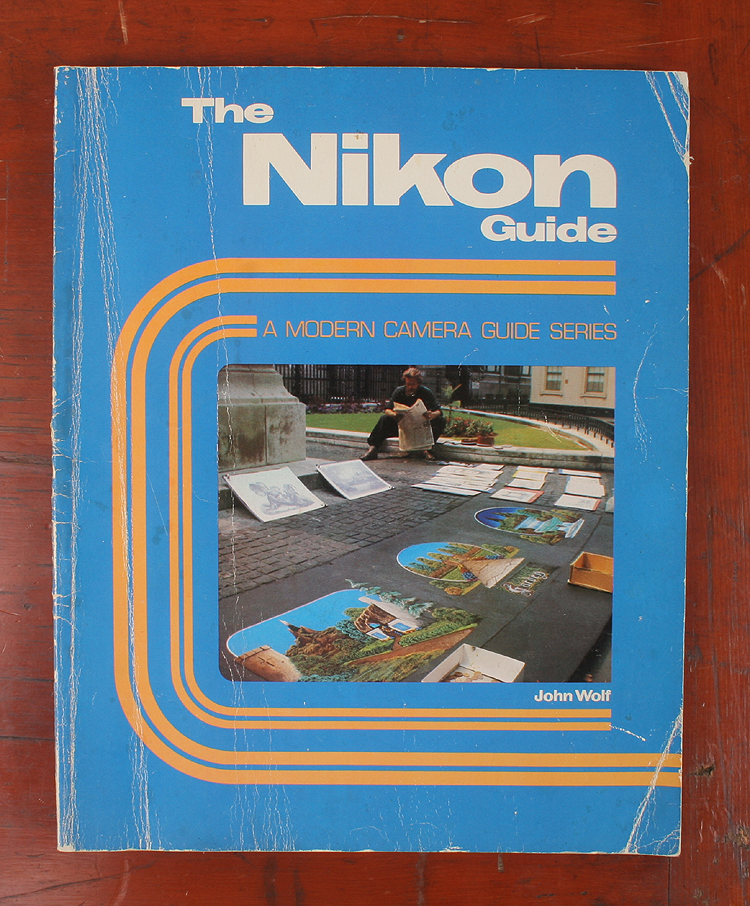 The
Nikon
Guide
A MODERN CAMERA GUIDE SERIES
John Wolf